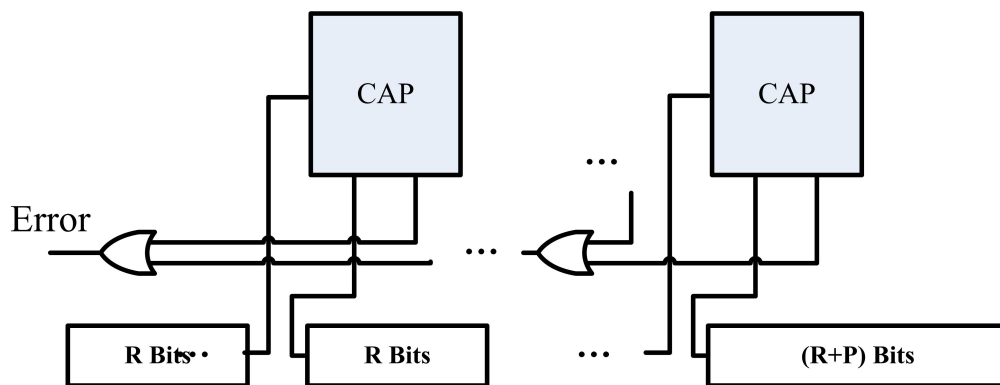 CAP
CAP
...
Error
...
R Bits...
R Bits
...
(R+P) Bits